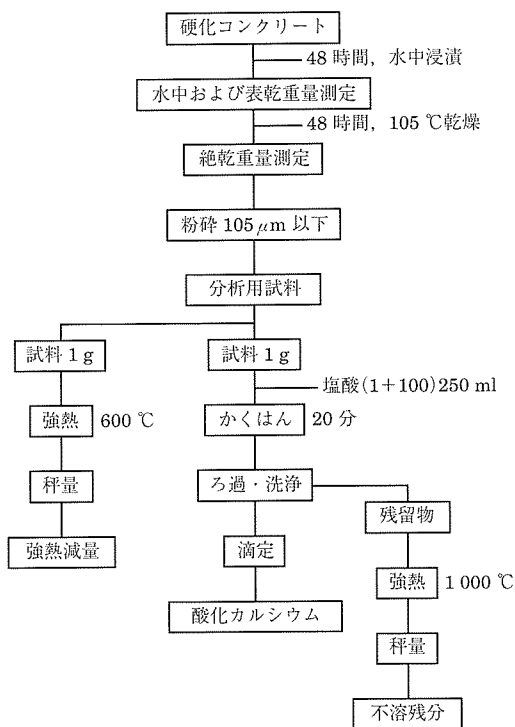 硬化コンクリート
48 時間，水中浸漬
水中および表乾重量測定
48 時間，105 ℃乾燥
絶乾重量測定
粉砕 105 μm 以下
分析用試料
試料 1 g
試料 1 g
塩酸(1＋100)250 ml
強熱 600 ℃
かくはん 20 分
秤量
ろ過・洗浄
残留物
強熱減量
滴定
強熱 1 000 ℃
酸化カルシウム
秤量
不溶残分